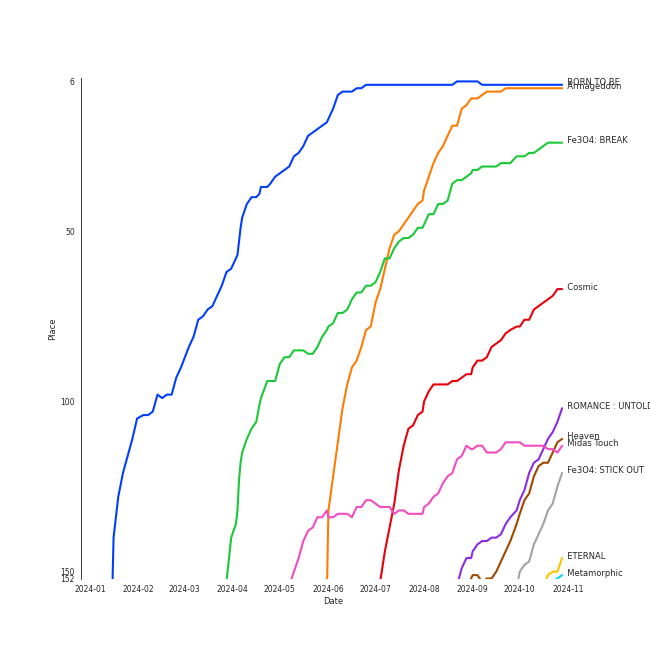 6
50
100
150
152
Place
2024-01
2024-02
2024-03
2024-04
2024-05
2024-06
2024-07
2024-08
2024-09
2024-10
2024-11
Date
BORN TO BE
Armageddon
Fe3O4: BREAK
Cosmic
ROMANCE : UNTOLD
Heaven
Midas Touch
Fe3O4: STICK OUT
ETERNAL
Metamorphic